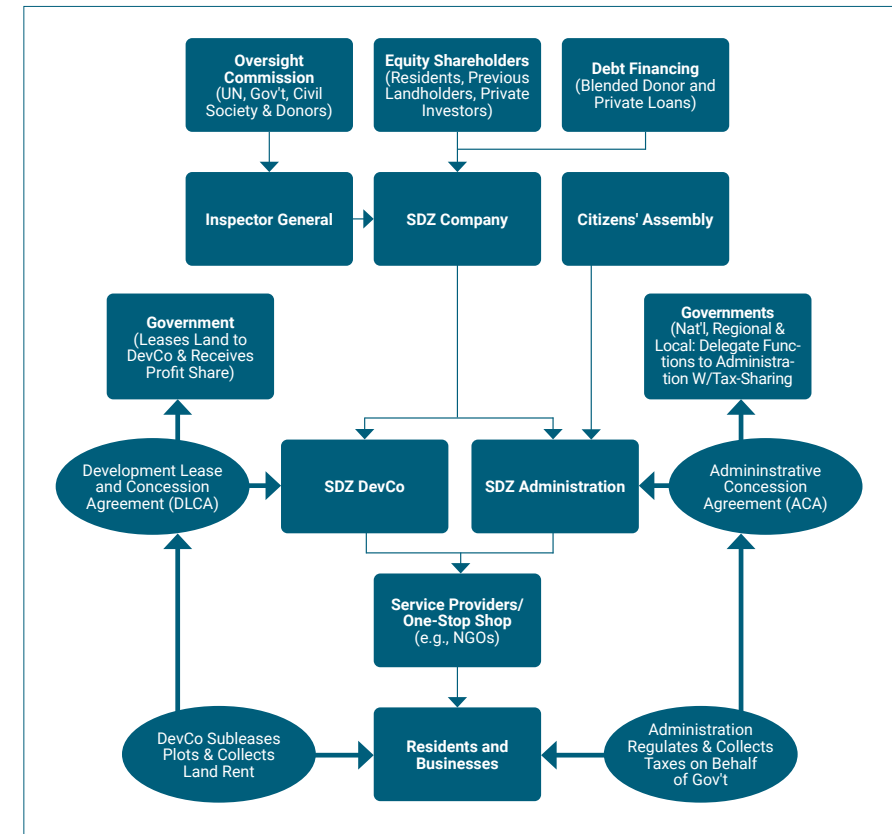 Oversight
Commission
(UN, Gov't, Civil
Society & Donors)
Equity Shareholders
(Residents, Previous
Landholders, Private
Investors)
Debt Financing
(Blended Donor and
Private Loans)
Inspector General
SDZ Company
Citizens' Assembly
Government
(Leases Land to
DevCo & Receives
Profit Share)
Governments
(Nat'l, Regional &
Local: Delegate Func-
tions to Administra-
tion W/Tax-Sharing
Development Lease
and Concession
Agreement (DLCA)
SDZ DevCo
SDZ Administration
Admininstrative
Concession
Agreement (ACA)
Service Providers/
One-Stop Shop
(e.g., NGOs)
DevCo Subleases
Plots & Collects
Land Rent
Residents and
Businesses
Administration
Regulates & Collects
Taxes on Behalf
of Gov't